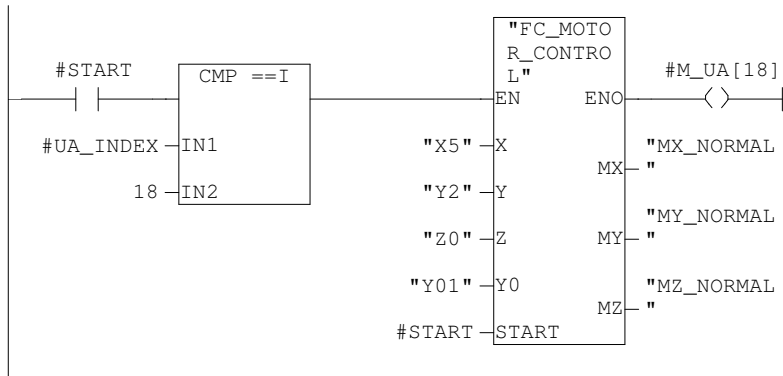 "FC_MOTO
R_CONTRO
L"
#START
CMP ==I
#M_UA[18]
EN
ENO
#UA_INDEX
IN1
"X5"
X
"MX_NORMAL
MX
"
18
IN2
"Y2"
Y
"MY_NORMAL
"Z0"
Z
MY
"
"Y01"
Y0
"MZ_NORMAL
MZ
"
#START
START